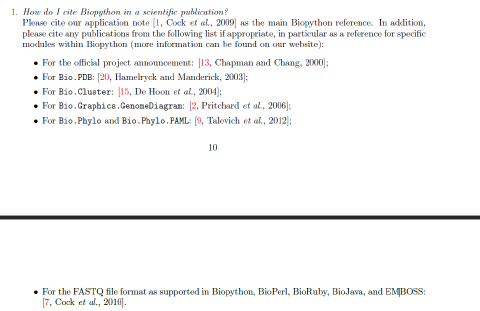 1. How do I cite Biopython in a scientific publication?
Please cite our application note [1, Cock et al., 2009] as the main Biopython reference. In addition,
please cite any publications from the following list if appropriate, in particular as a reference for specific
modules within Biopython (more information can be found on our website):
• For the official project announcement: [13, Chapman and Chang, 2000];
• For Bio.PDB: [20, Hamelryck and Manderick, 2003];
• For Bio.Cluster: [15, De Hoon et al., 2004];
• For Bio.Graphics.GenomeDiagram: [2, Pritchard et al., 2006];
• For Bio.Phylo and Bio.Phylo.PAML: [9, Talevich et al., 2012];
10
• For the FASTQ file format as supported in Biopython, BioPerl, BioRuby, BioJava, and EMBOSS:
[7, Cock et al., 2010].